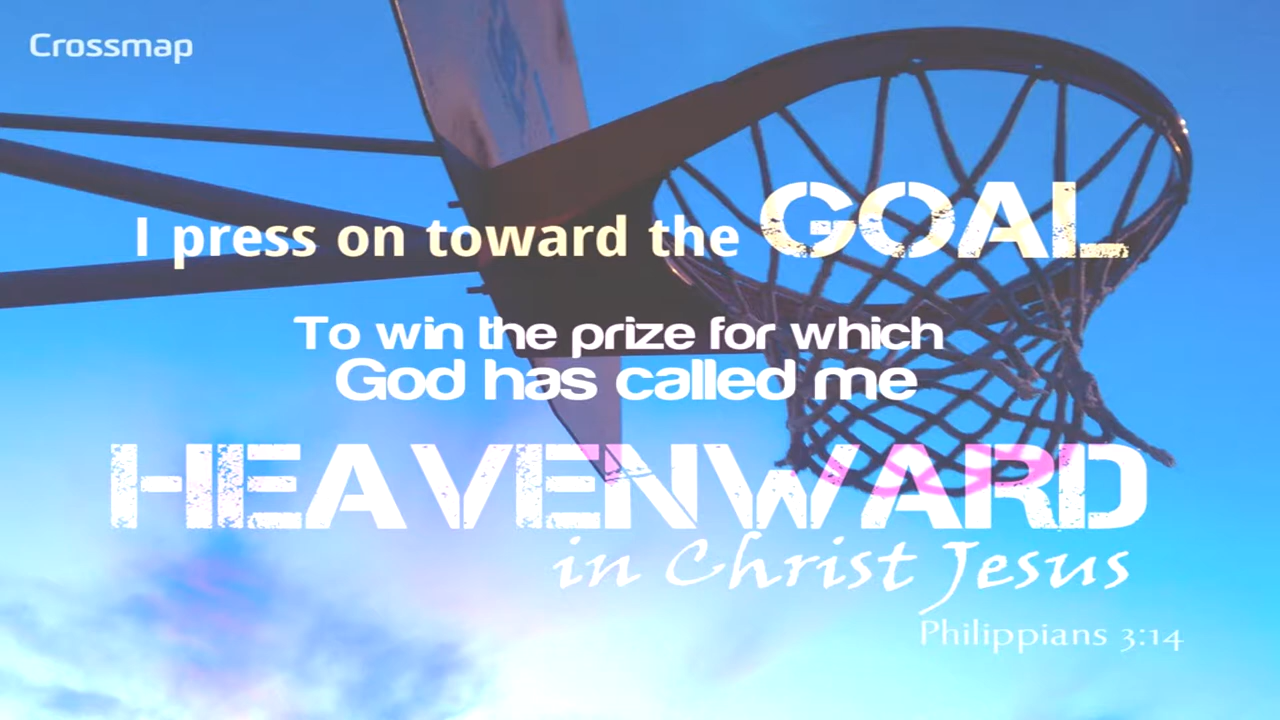 Crossmap
I press on toward the GOAL
To win the prize for which
God has called me
HEAVENWARD
in Christ Jesus
Philippians 3:14